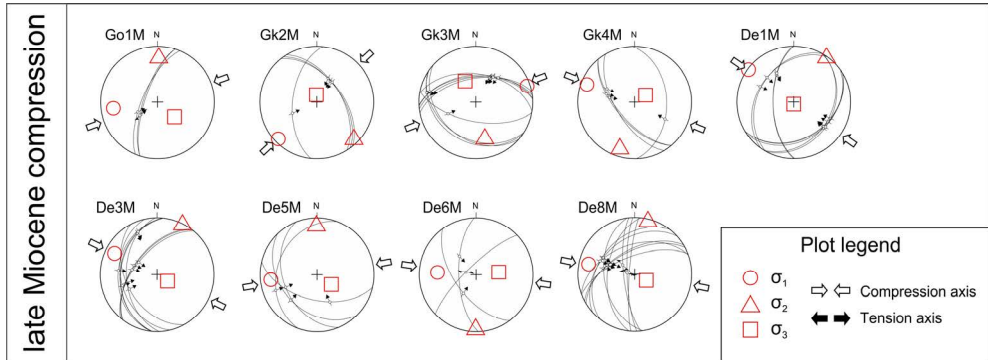 late Miocene compression
Go1M
N
Gk2M
N
Gk3M
N
Gk4M
N
De1M
N
De3M
N
De5M
N
De6M
N
De8M
N
Plot legend
σ1
σ2
σ3
Compression axis
Tension axis